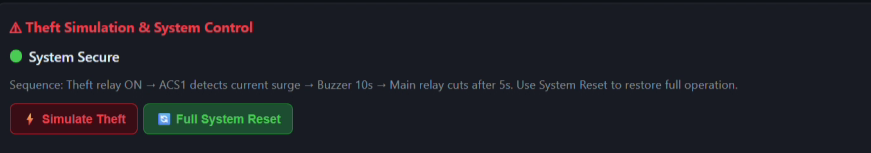 ⚠ Theft Simulation & System Control
System Secure
Sequence: Theft relay ON → ACS1 detects current surge → Buzzer 10s → Main relay cuts after 5s. Use System Reset to restore full operation.
⚡ Simulate Theft 🔄 Full System Reset